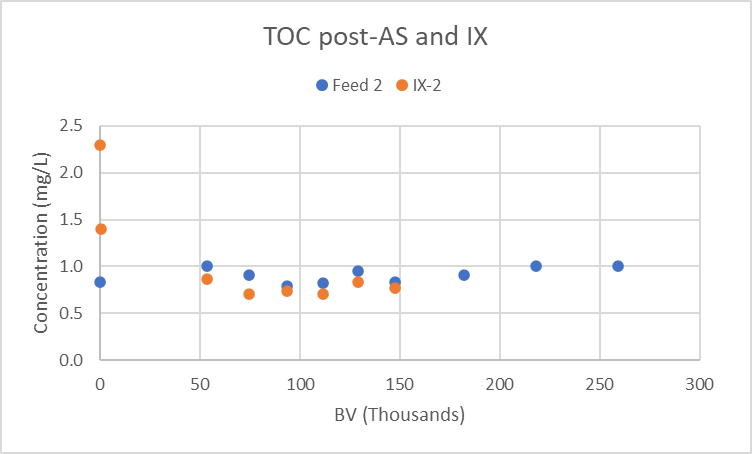 TOC post-AS and IX
Feed 2 IX-2
2.5
2.0
1.5
1.0
0.5
0.0
Concentration (mg/L)
0 50 100 150 200 250 300
BV (Thousands)